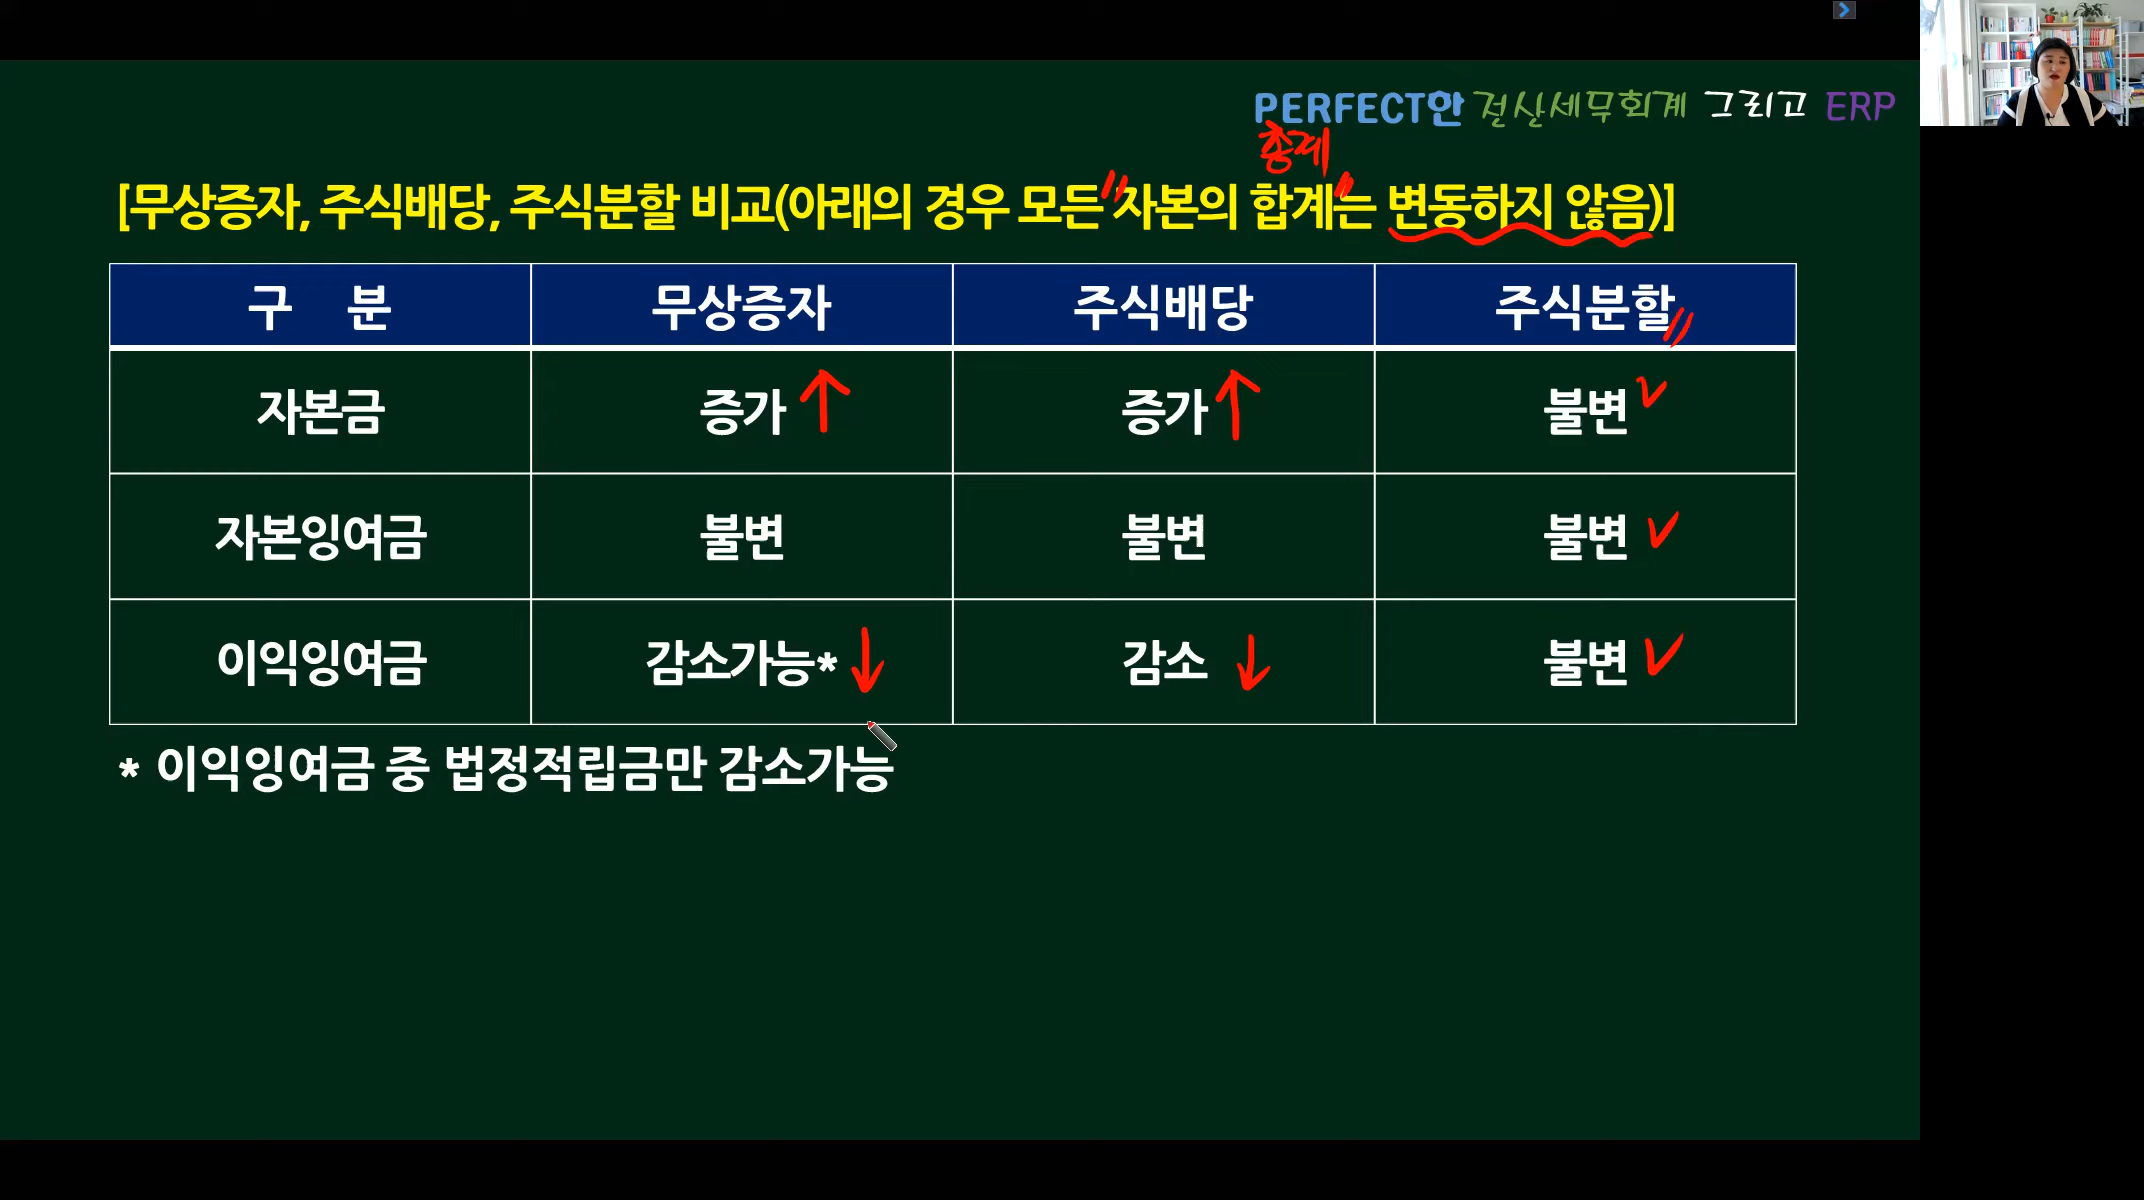 PERFECT한 전산세무회계 그리고 ERP
총계
[무상증자, 주식배당, 주식분할 비교(아래의 경우 모든 자본의 합계는 변동하지 않음)]
구 분 무상증자 주식배당 주식분할
자본금 증가 증가 불변
자본잉여금 불변 불변 불변
이익잉여금 감소가능* 감소 불변
* 이익잉여금 중 법정적립금만 감소가능